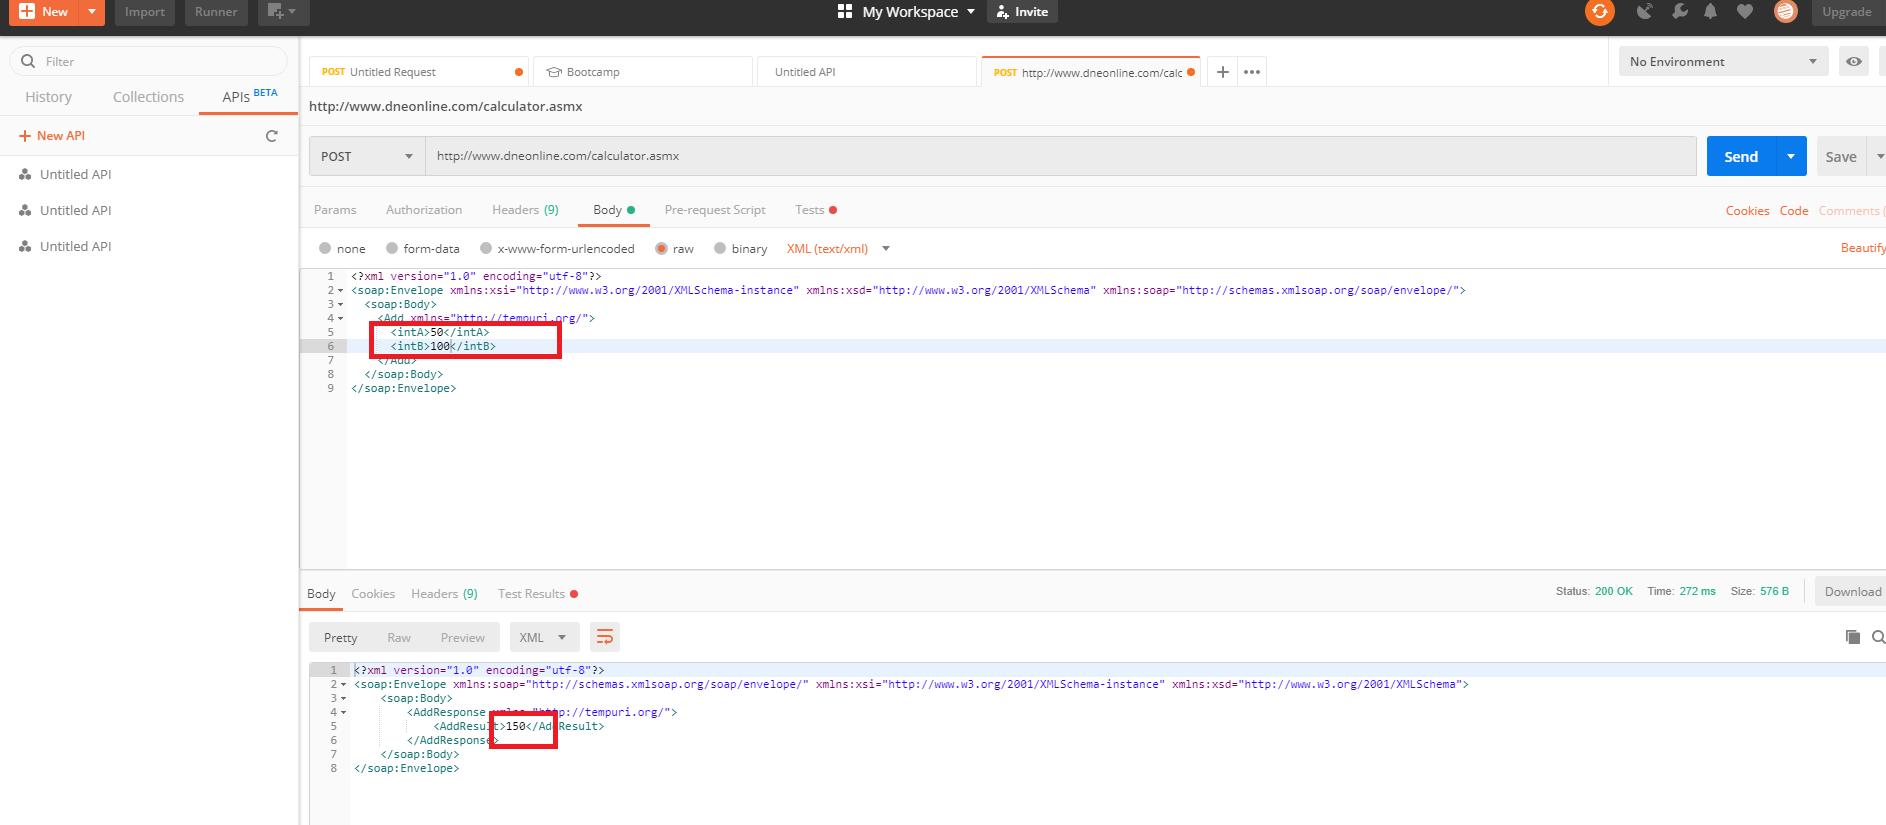 New Import Runner My Workspace Invite Upgrade
Filter
History Collections APIs BETA
New API
Untitled API
Untitled API
Untitled API
POST Untitled Request Bootcamp Untitled API POST http://www.dneonline.com/calc No Environment
http://www.dneonline.com/calculator.asmx
POST http://www.dneonline.com/calculator.asmx Send Save
Params Authorization Headers (9) Body Pre-request Script Tests Cookies Code Comments (
none form-data x-www-form-urlencoded raw binary XML (text/xml) Beautify
1 <?xml version="1.0" encoding="utf-8"?>
2 <soap:Envelope xmlns:xsi="http://www.w3.org/2001/XMLSchema-instance" xmlns:xsd="http://www.w3.org/2001/XMLSchema" xmlns:soap="http://schemas.xmlsoap.org/soap/envelope/">
3 <soap:Body>
4 <Add xmlns="http://tempuri.org/">
5 <intA>50</intA>
6 <intB>100</intB>
7 </Add>
8 </soap:Body>
9 </soap:Envelope>
Body Cookies Headers (9) Test Results Status: 200 OK Time: 272 ms Size: 576 B Download
Pretty Raw Preview XML
1 <?xml version="1.0" encoding="utf-8"?>
2 <soap:Envelope xmlns:soap="http://schemas.xmlsoap.org/soap/envelope/" xmlns:xsi="http://www.w3.org/2001/XMLSchema-instance" xmlns:xsd="http://www.w3.org/2001/XMLSchema">
3 <soap:Body>
4 <AddResponse xmlns="http://tempuri.org/">
5 <AddResult>150</AddResult>
6 </AddResponse>
7 </soap:Body>
8 </soap:Envelope>